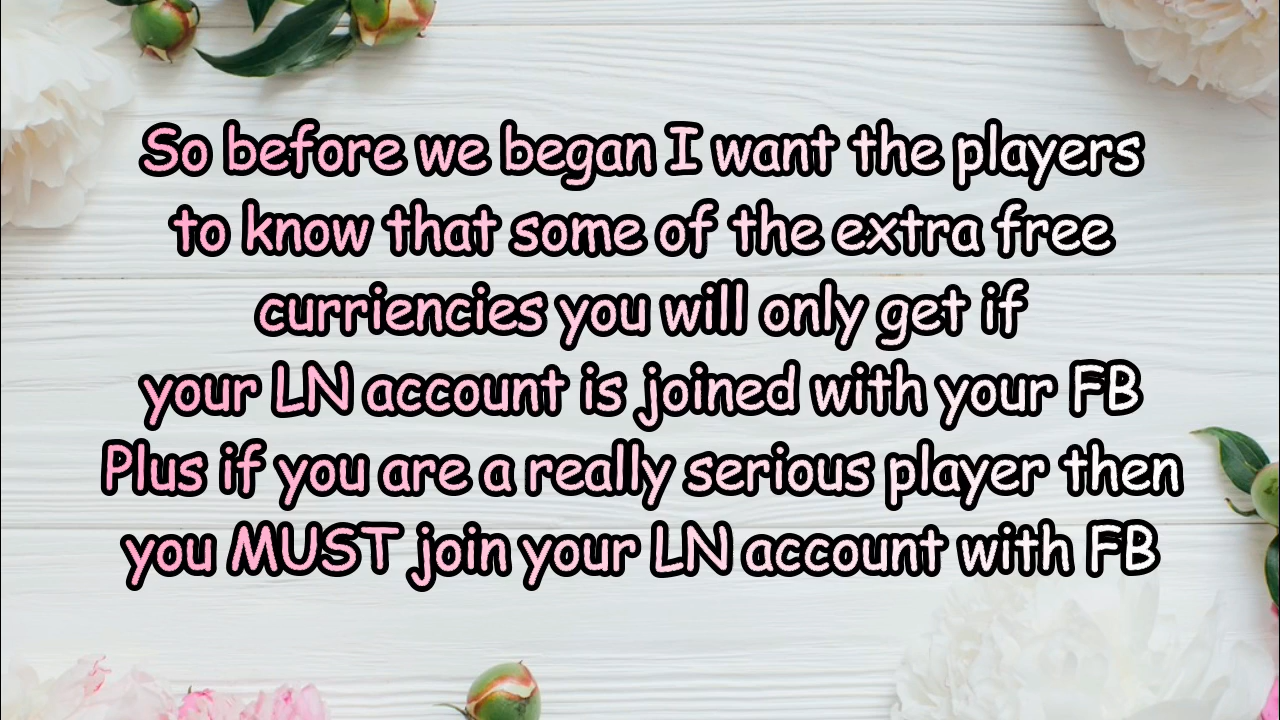 So before we began I want the players
to know that some of the extra free
curriencies you will only get if
your LN account is joined with your FB
Plus if you are a really serious player then
you MUST join your LN account with FB